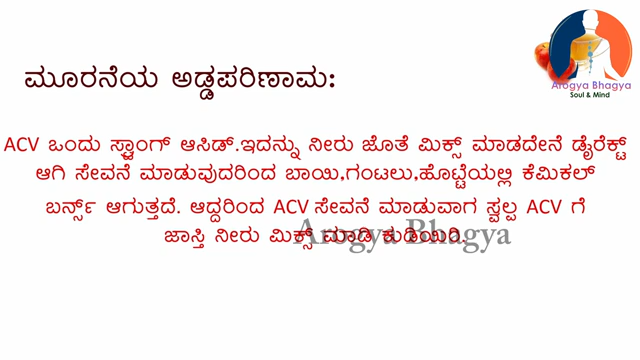 Arogya Bhagya
Soul & Mind
ಮೂರನೆಯ ಅಡ್ಡಪರಿಣಾಮ:
ACV ಒಂದು ಸ್ಟ್ರಾಂಗ್ ಆಸಿಡ್.ಇದನ್ನು ನೀರು ಜೊತೆ ಮಿಕ್ಸ್ ಮಾಡದೇನೆ ಡೈರೆಕ್ಟ್
ಆಗಿ ಸೇವನೆ ಮಾಡುವುದರಿಂದ ಬಾಯಿ,ಗಂಟಲು,ಹೊಟ್ಟೆಯಲ್ಲಿ ಕೆಮಿಕಲ್
ಬರ್ನ್ಸ್ ಆಗುತ್ತದೆ. ಆದ್ದರಿಂದ ACV ಸೇವನೆ ಮಾಡುವಾಗ ಸ್ವಲ್ಪ ACV ಗೆ
ಜಾಸ್ತಿ ನೀರು ಮಿಕ್ಸ್ ಮಾಡಿ ಕುಡಿಯಿರಿ.
Arogya Bhagya